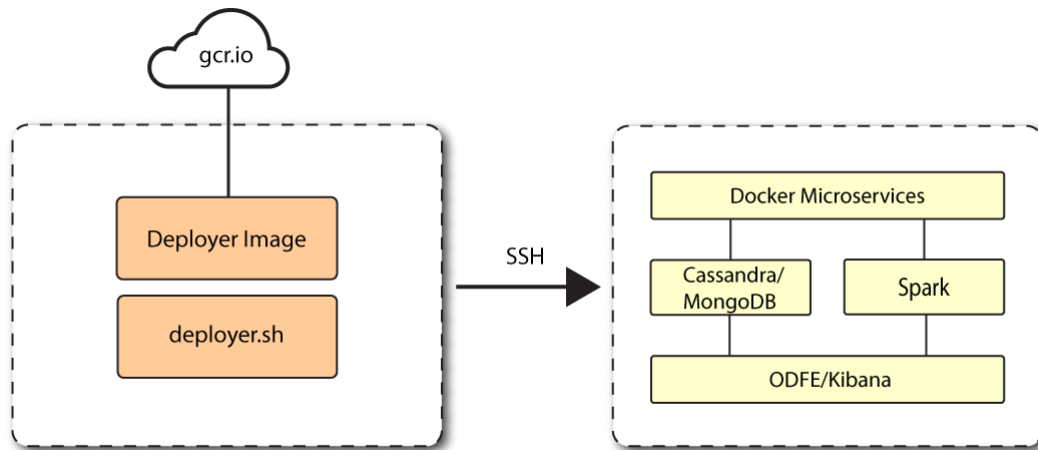 gcr.io
Deployer Image
deployer.sh
SSH
Docker Microservices
Cassandra/
MongoDB
Spark
ODFE/Kibana